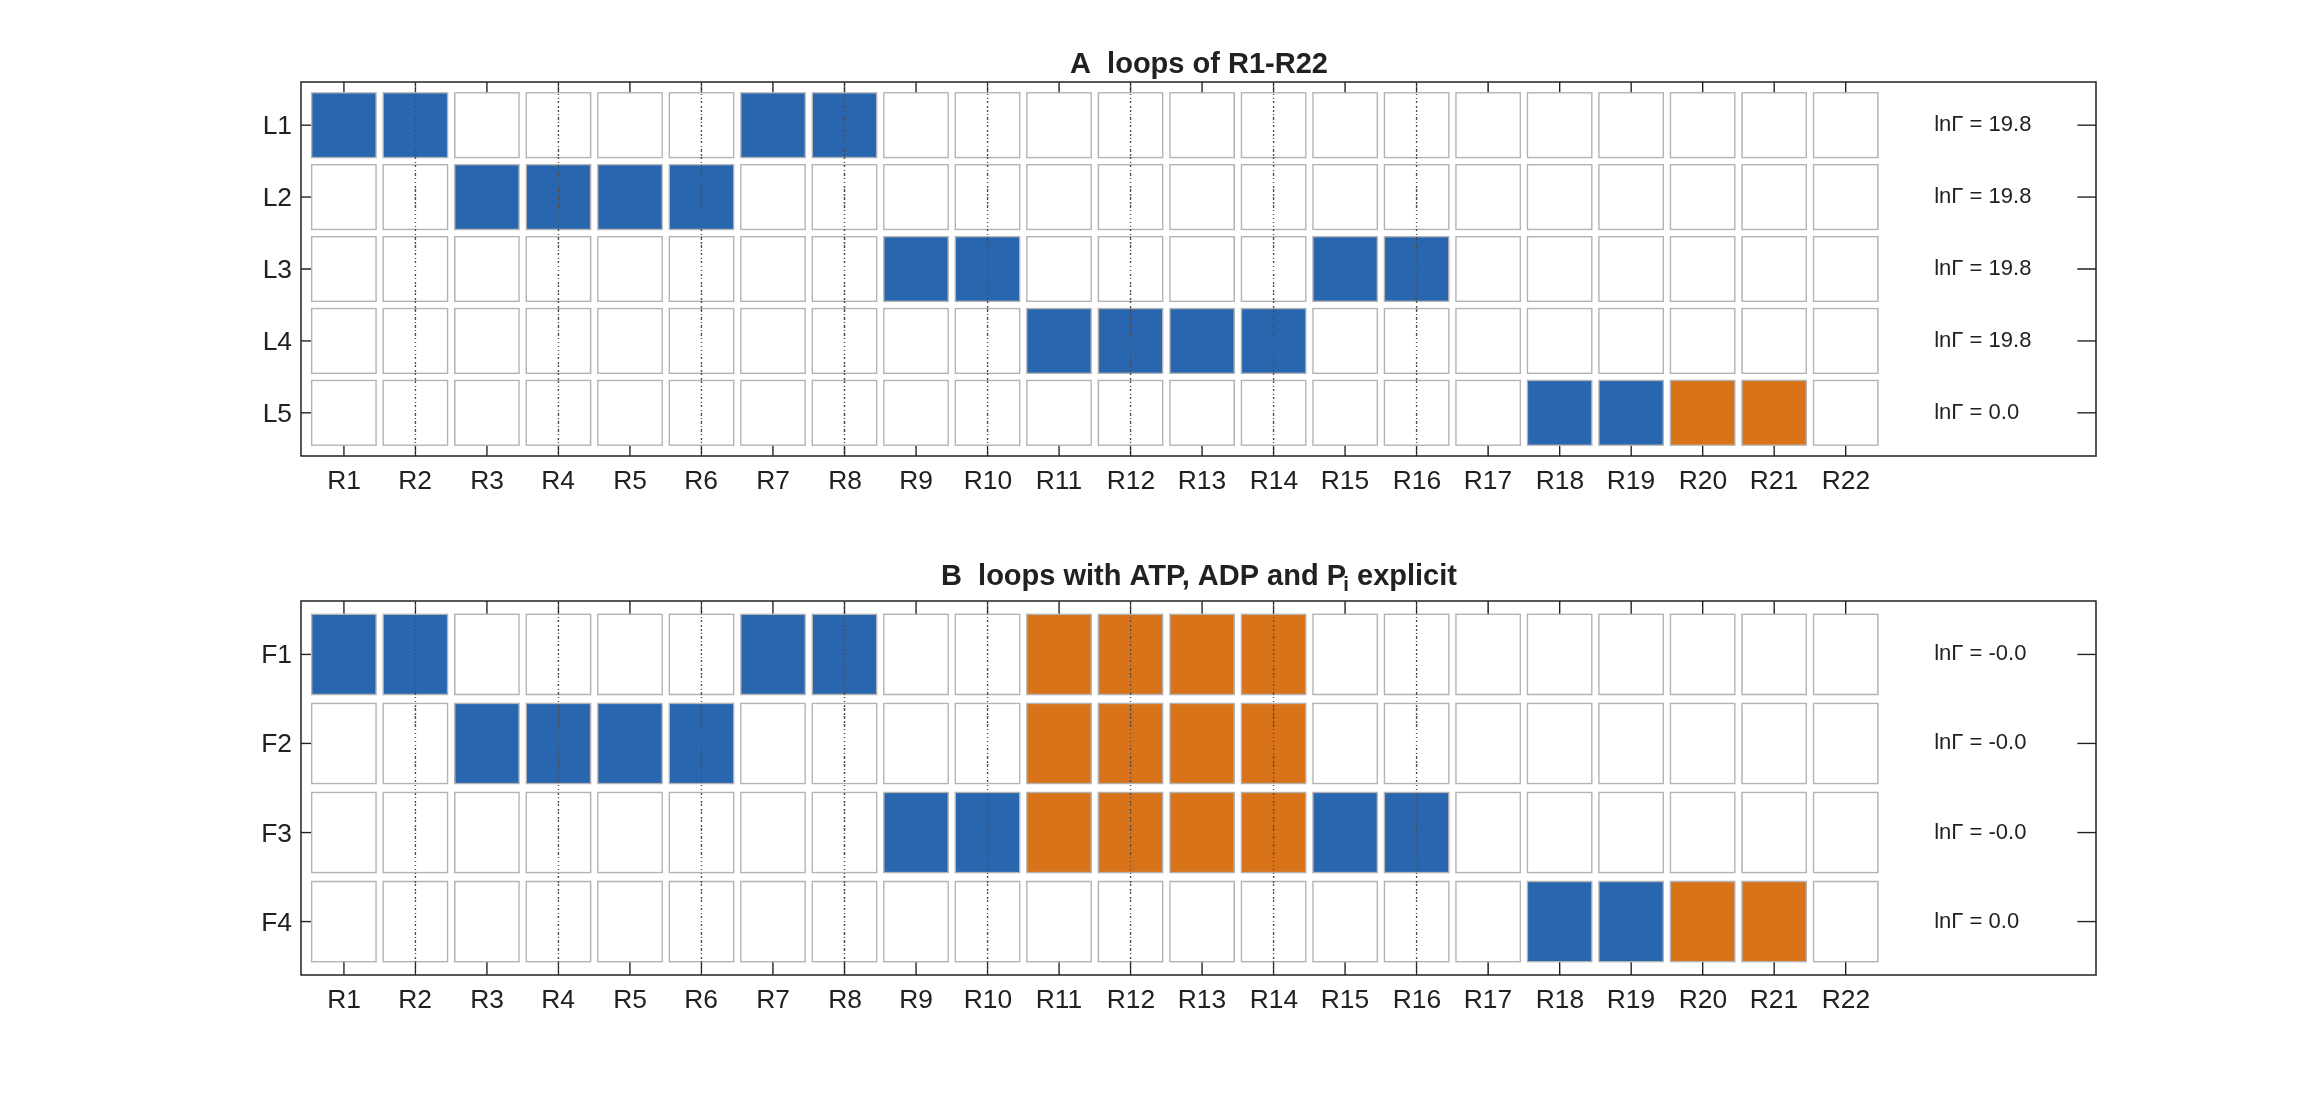 A loops of R1-R22
L1 lnΓ = 19.8
L2 lnΓ = 19.8
L3 lnΓ = 19.8
L4 lnΓ = 19.8
L5 lnΓ = 0.0
R1 R2 R3 R4 R5 R6 R7 R8 R9 R10 R11 R12 R13 R14 R15 R16 R17 R18 R19 R20 R21 R22
B loops with ATP, ADP and Pi explicit
F1 lnΓ = -0.0
F2 lnΓ = -0.0
F3 lnΓ = -0.0
F4 lnΓ = 0.0
R1 R2 R3 R4 R5 R6 R7 R8 R9 R10 R11 R12 R13 R14 R15 R16 R17 R18 R19 R20 R21 R22